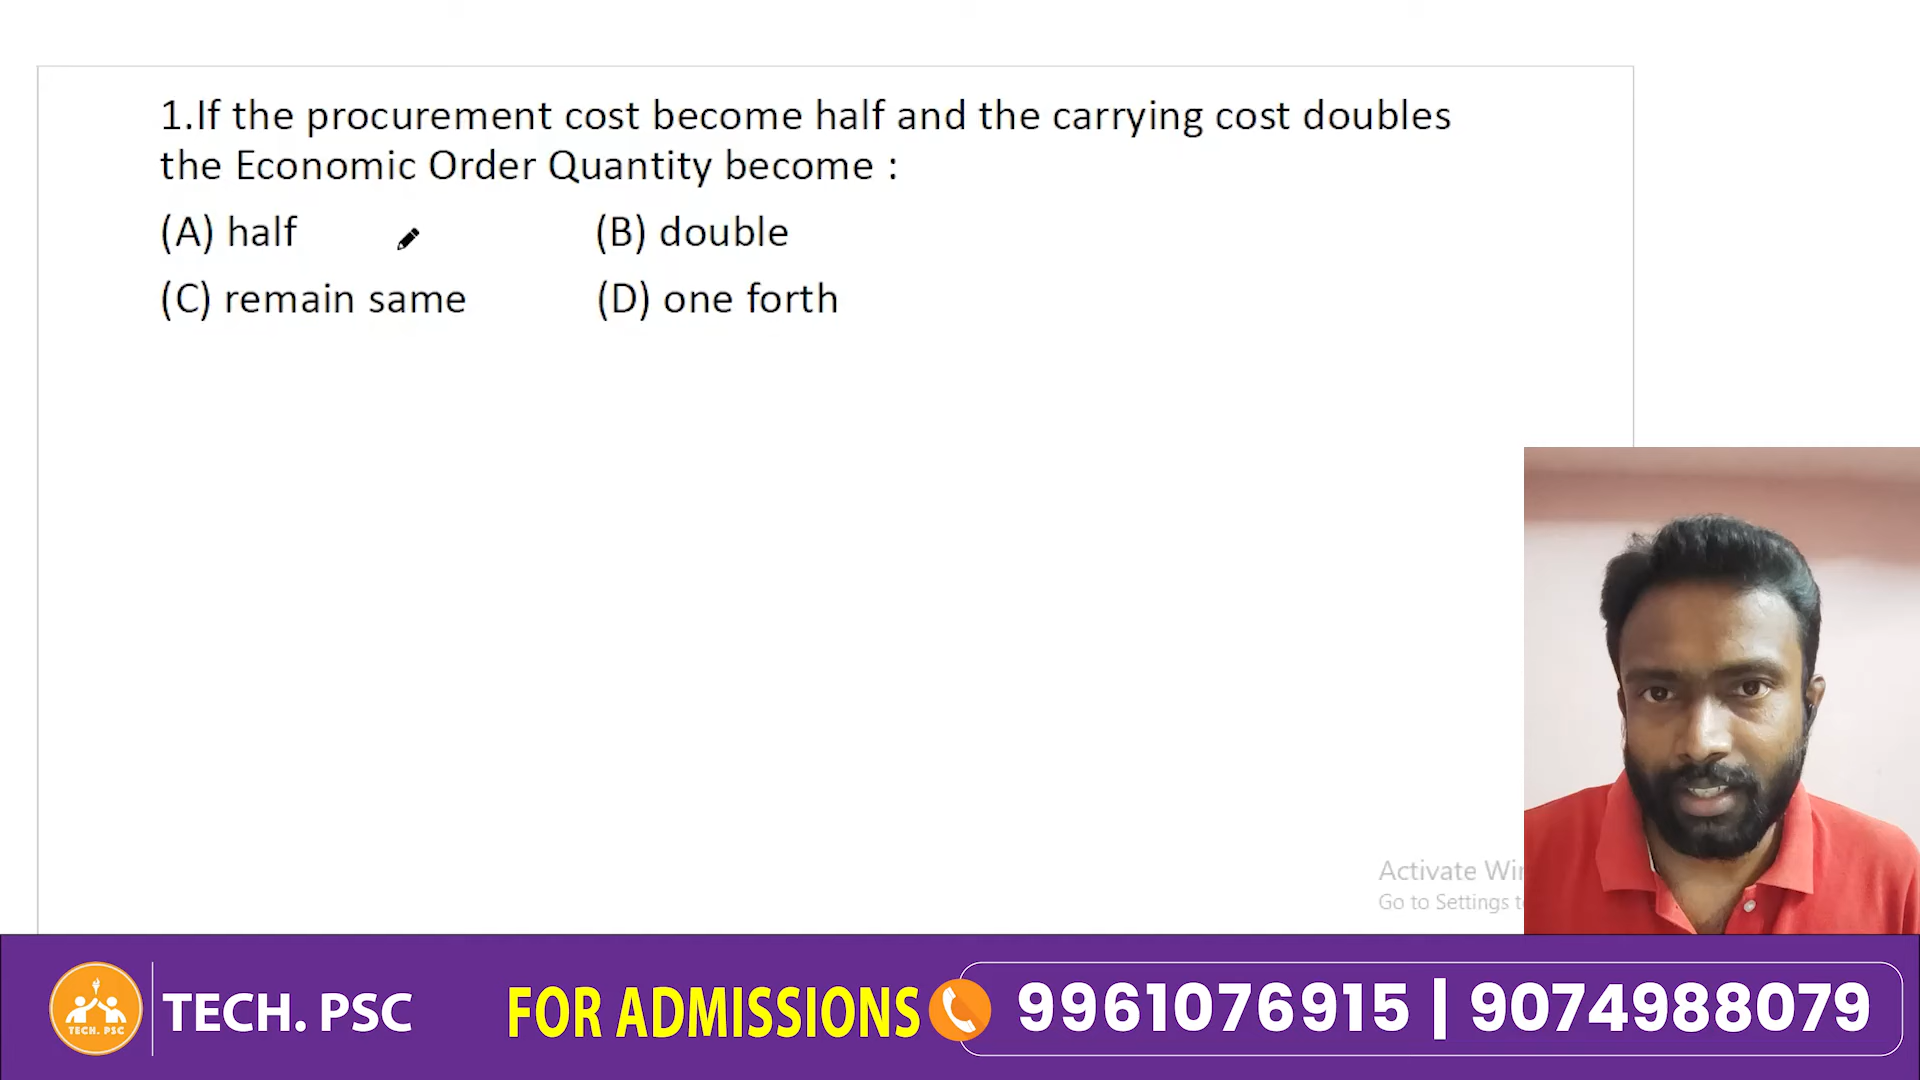 1.If the procurement cost become half and the carrying cost doubles
the Economic Order Quantity become :
(A) half (B) double
(C) remain same (D) one forth
Activate
Go to Settings
TECH. PSC
TECH. PSC FOR ADMISSIONS 9961076915 | 9074988079